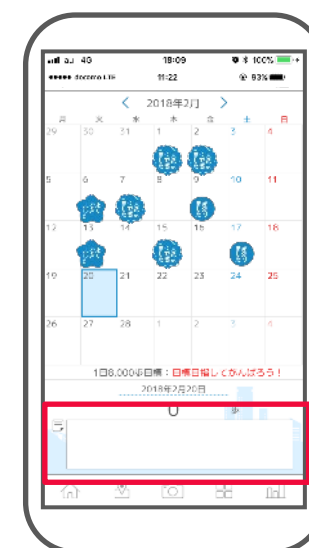 au 4G 18:09 100%
docomo LTE 11:22 93%
< 2018年2月 >
月 火 水 木 金 土 日
29 30 31 1 2 3 4
5 6 7 8 9 10 11
12 13 14 15 16 17 18
19 20 21 22 23 24 25
26 27 28 1 2 3 4
1日8,000歩目標：目標目指してがんばろう！
2018年2月20日
0 歩